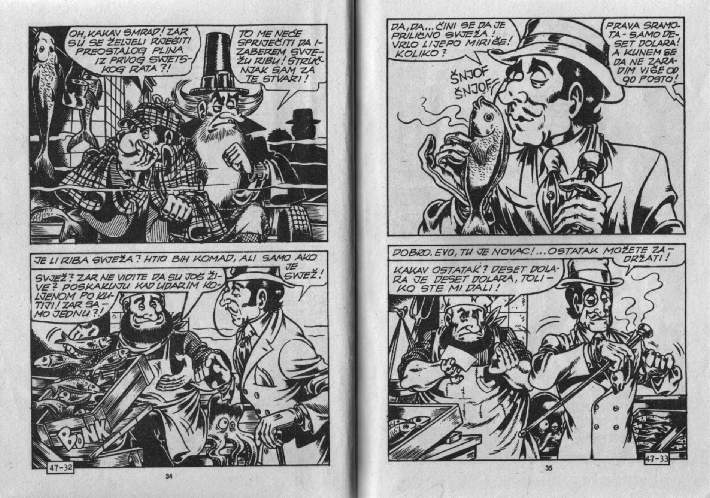 OH, KAKAV SMRAD! ZAR
SU SE ŽELJELI RIJEŠITI
PREOSTALOG PLINA
IZ PRVOG SVJETS-
KOG RATA?!
TO ME NEĆE
SPRIJEČITI DA I-
ZABEREM SVJE-
ŽU RIBU! STRUČ-
NJAK SAM ZA
TE STVARI!
JE LI RIBA SVJEŽA? HTIO BIH KOMAD, ALI SAMO AKO
JE
SVJEŽ!
SVJEŽ? ZAR NE VIDITE DA SU JOŠ ŽI-
VE? POSKAKUJU KAD UDARIM KO-
LJENOM PO KU-
TIJI! ZAR SA-
MO JEDNU?!
BONK
47-32
34
DA, DA... ČINI SE DA JE
PRILIČNO SVJEŽA!
VRLO LIJEPO MIRIŠE!
KOLIKO?
PRAVA SRAMO-
TA - SAMO DE-
SET DOLARA!
A KUNEM SE
DA NE ZARA-
DIM VIŠE OD
90 POSTO!
ŠNJOF
ŠNJOF
DOBRO. EVO, TU JE NOVAC!... OSTATAK MOŽETE ZA-
DRŽATI!
KAKAV OSTATAK? DESET DOLA-
RA JE DESET DOLARA, TOLI-
KO STE MI DALI!
35
47-33